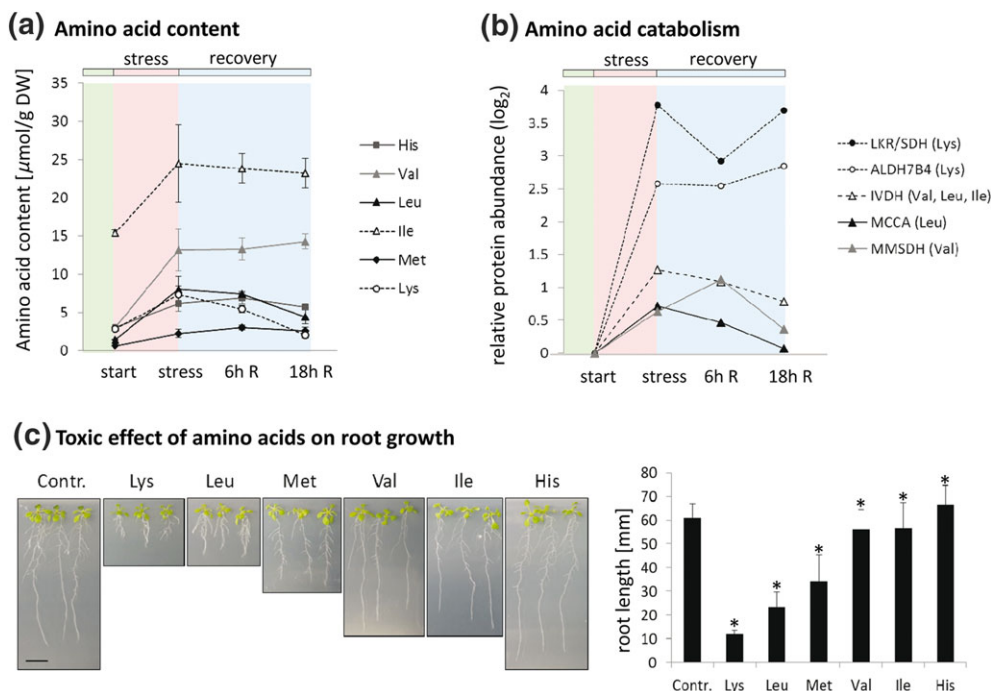 (a) Amino acid content
stress recovery
Amino acid content [µmol/g DW]
35
30
25
20
15
10
5
0
start stress 6h R 18h R
His
Val
Leu
Ile
Met
Lys
(b) Amino acid catabolism
stress recovery
relative protein abundance (log2)
4
3.5
3
2.5
2
1.5
1
0.5
0
start stress 6h R 18h R
LKR/SDH (Lys)
ALDH7B4 (Lys)
IVDH (Val, Leu, Ile)
MCCA (Leu)
MMSDH (Val)
(c) Toxic effect of amino acids on root growth
Contr. Lys Leu Met Val Ile His
root length [mm]
80
70
60
50
40
30
20
10
0
* * * * * *
Contr. Lys Leu Met Val Ile His